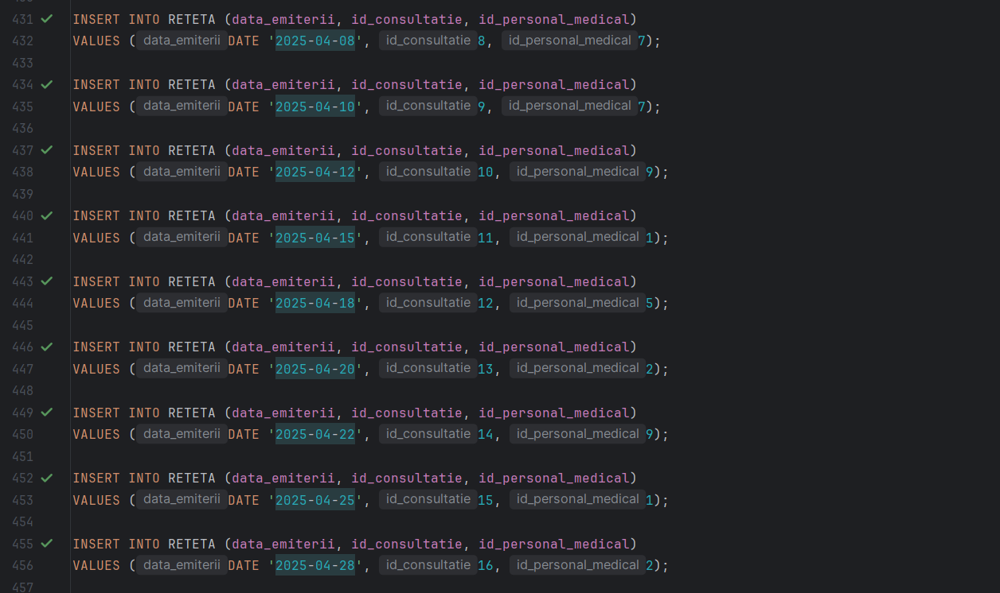 431 INSERT INTO RETETA (data_emiterii, id_consultatie, id_personal_medical)
432 VALUES ( data_emiterii DATE '2025-04-08', id_consultatie 8, id_personal_medical 7);
433
434 INSERT INTO RETETA (data_emiterii, id_consultatie, id_personal_medical)
435 VALUES ( data_emiterii DATE '2025-04-10', id_consultatie 9, id_personal_medical 7);
436
437 INSERT INTO RETETA (data_emiterii, id_consultatie, id_personal_medical)
438 VALUES ( data_emiterii DATE '2025-04-12', id_consultatie 10, id_personal_medical 9);
439
440 INSERT INTO RETETA (data_emiterii, id_consultatie, id_personal_medical)
441 VALUES ( data_emiterii DATE '2025-04-15', id_consultatie 11, id_personal_medical 1);
442
443 INSERT INTO RETETA (data_emiterii, id_consultatie, id_personal_medical)
444 VALUES ( data_emiterii DATE '2025-04-18', id_consultatie 12, id_personal_medical 5);
445
446 INSERT INTO RETETA (data_emiterii, id_consultatie, id_personal_medical)
447 VALUES ( data_emiterii DATE '2025-04-20', id_consultatie 13, id_personal_medical 2);
448
449 INSERT INTO RETETA (data_emiterii, id_consultatie, id_personal_medical)
450 VALUES ( data_emiterii DATE '2025-04-22', id_consultatie 14, id_personal_medical 9);
451
452 INSERT INTO RETETA (data_emiterii, id_consultatie, id_personal_medical)
453 VALUES ( data_emiterii DATE '2025-04-25', id_consultatie 15, id_personal_medical 1);
454
455 INSERT INTO RETETA (data_emiterii, id_consultatie, id_personal_medical)
456 VALUES ( data_emiterii DATE '2025-04-28', id_consultatie 16, id_personal_medical 2);
457